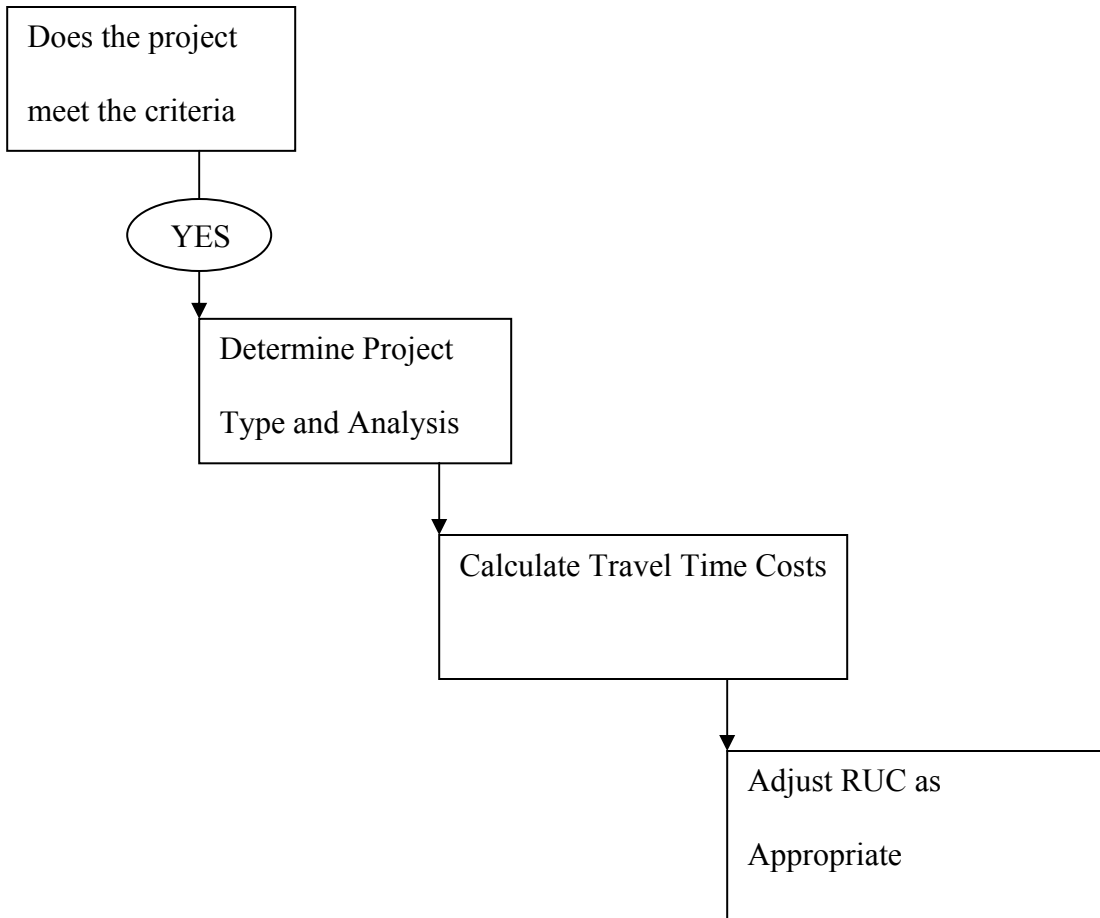 Does the project
meet the criteria
YES
Determine Project
Type and Analysis
Calculate Travel Time Costs
Adjust RUC as
Appropriate